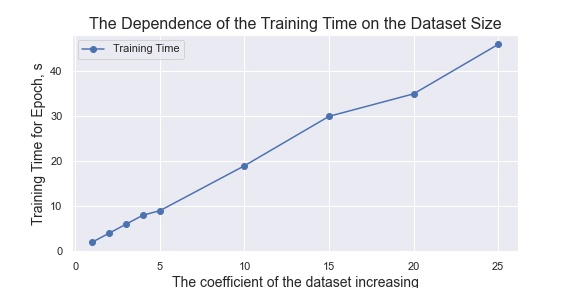 The Dependence of the Training Time on the Dataset Size
Training Time
Training Time for Epoch, s
40
30
20
10
0
0 5 10 15 20 25
The coefficient of the dataset increasing